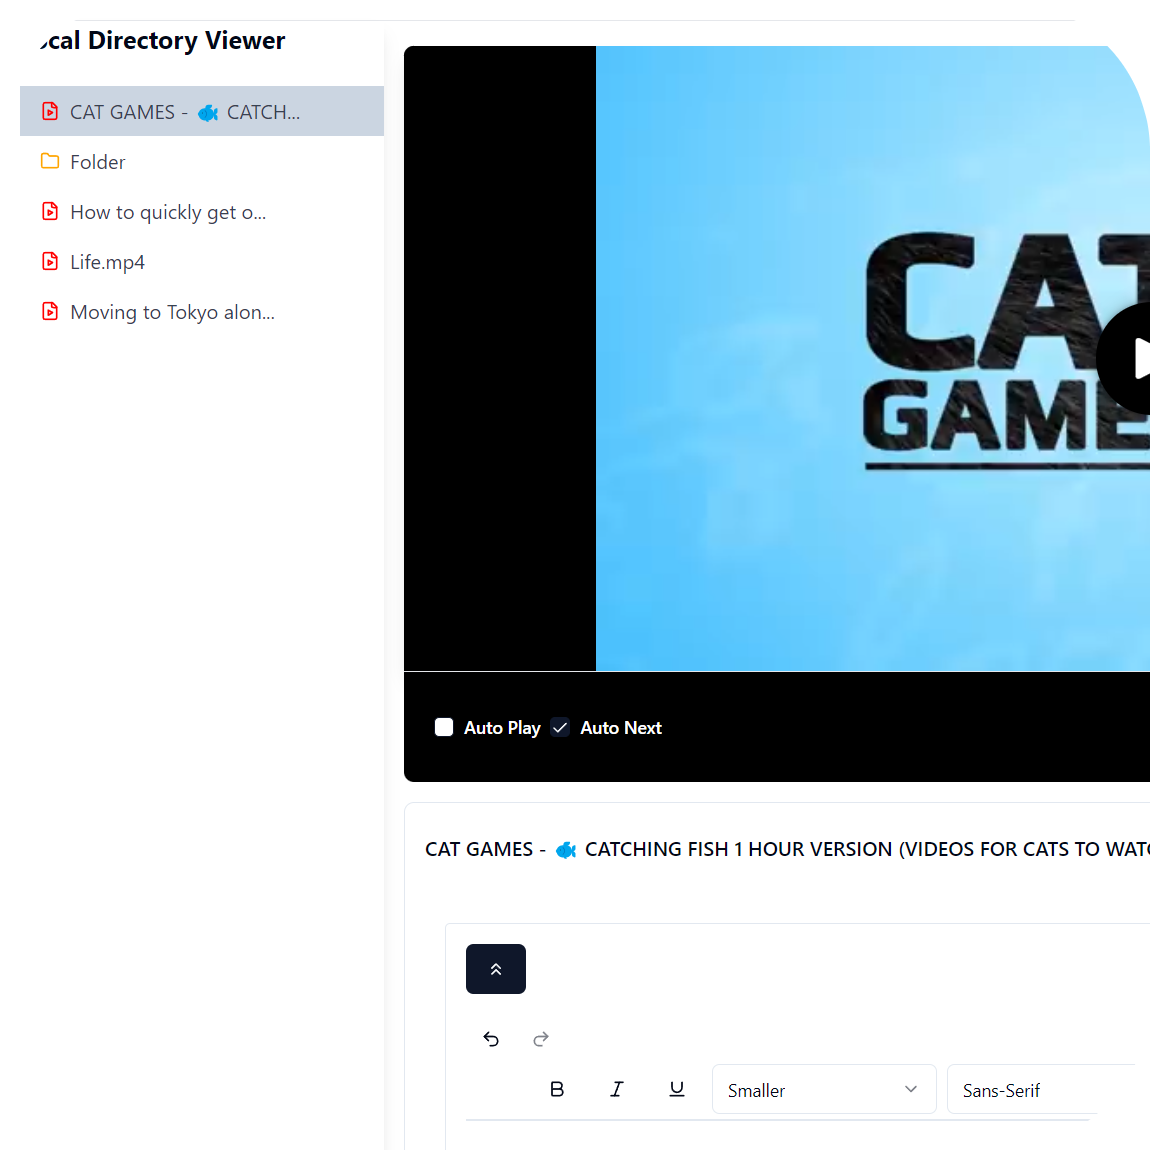 ocal Directory Viewer
CAT GAMES - 🐟 CATCH...
Folder
How to quickly get o...
Life.mp4
Moving to Tokyo alon...
CAT
GAME
Auto Play Auto Next
CAT GAMES - 🐟 CATCHING FISH 1 HOUR VERSION (VIDEOS FOR CATS TO WATC
B I U Smaller Sans-Serif